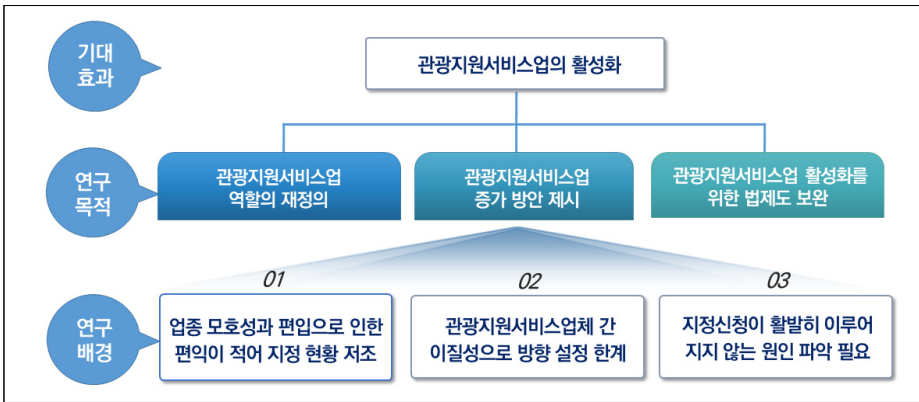 기대
효과
관광지원서비스업의 활성화
연구
목적
관광지원서비스업
역할의 재정의
관광지원서비스업
증가 방안 제시
관광지원서비스업 활성화를
위한 법제도 보완
연구
배경
01
업종 모호성과 편입으로 인한
편익이 적어 지정 현황 저조
02
관광지원서비스업체 간
이질성으로 방향 설정 한계
03
지정신청이 활발히 이루어
지지 않는 원인 파악 필요